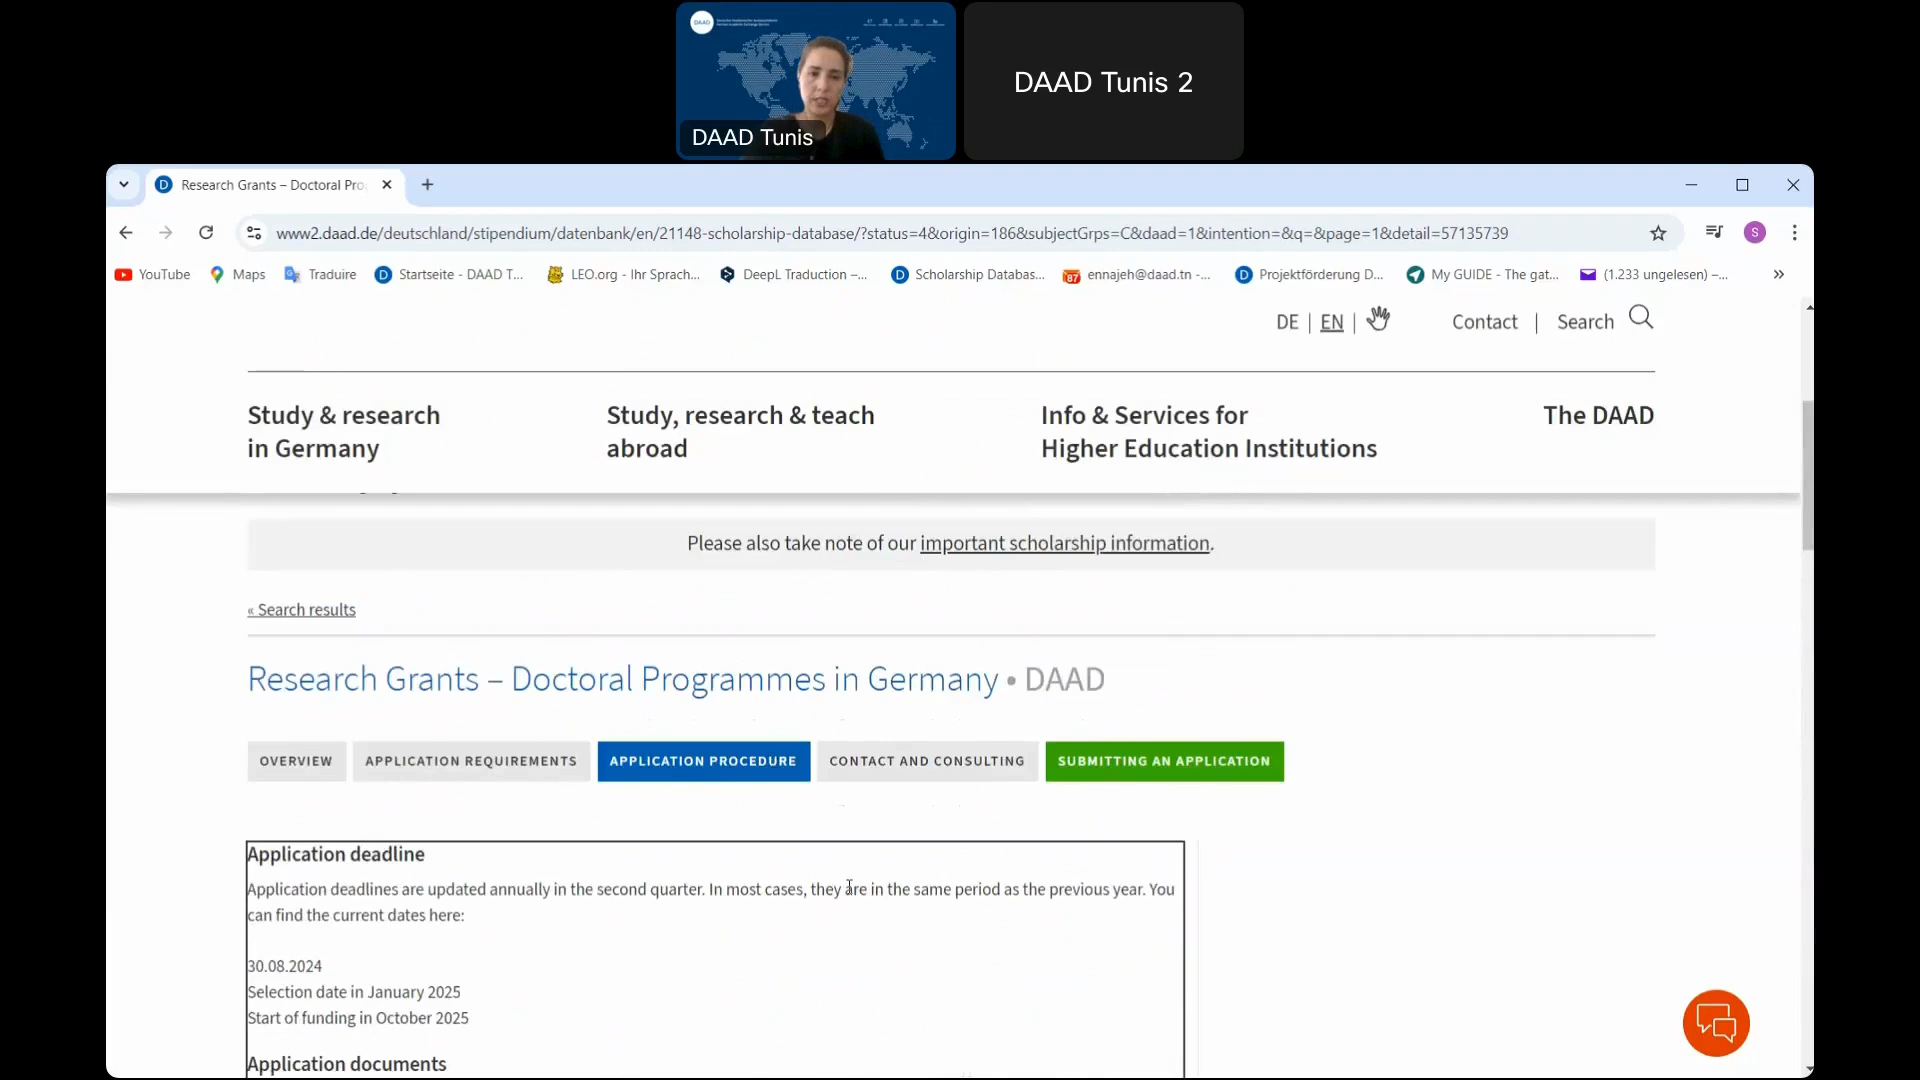 DAAD
DAAD Tunis
DAAD Tunis 2
Research Grants – Doctoral Pro
www2.daad.de/deutschland/stipendium/datenbank/en/21148-scholarship-database/?status=4&origin=186&subjectGrps=C&daad=1&intention=&q=&page=1&detail=57135739
S
YouTube
Maps
Traduire
Startseite - DAAD T...
LEO.org - Ihr Sprach...
DeepL Traduction –...
Scholarship Databas...
87
ennajeh@daad.tn -...
Projektförderung D...
My GUIDE - The gat...
(1.233 ungelesen) –...
DE | EN |
Contact | Search
Study & research
in Germany
Study, research & teach
abroad
Info & Services for
Higher Education Institutions
The DAAD
Please also take note of our important scholarship information.
« Search results
Research Grants – Doctoral Programmes in Germany • DAAD
OVERVIEW
APPLICATION REQUIREMENTS
APPLICATION PROCEDURE
CONTACT AND CONSULTING
SUBMITTING AN APPLICATION
Application deadline
Application deadlines are updated annually in the second quarter. In most cases, they are in the same period as the previous year. You
can find the current dates here:
30.08.2024
Selection date in January 2025
Start of funding in October 2025
Application documents